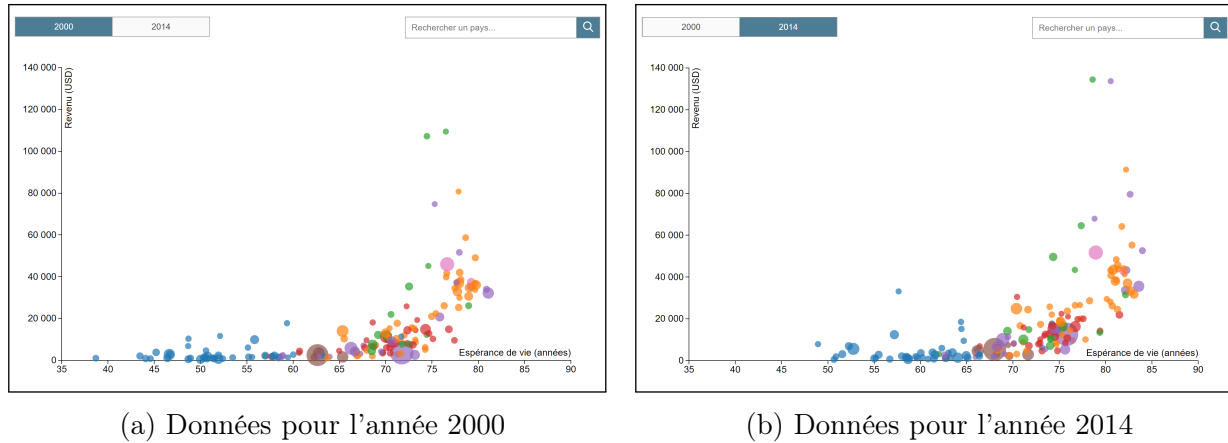 2000 2014 Rechercher un pays...
140 000
120 000
100 000
80 000
60 000
40 000
20 000
0
Revenu (USD)
Espérance de vie (années)
35 40 45 50 55 60 65 70 75 80 85 90
(a) Données pour l'année 2000
2000 2014 Rechercher un pays...
140 000
120 000
100 000
80 000
60 000
40 000
20 000
0
Revenu (USD)
Espérance de vie (années)
35 40 45 50 55 60 65 70 75 80 85 90
(b) Données pour l'année 2014